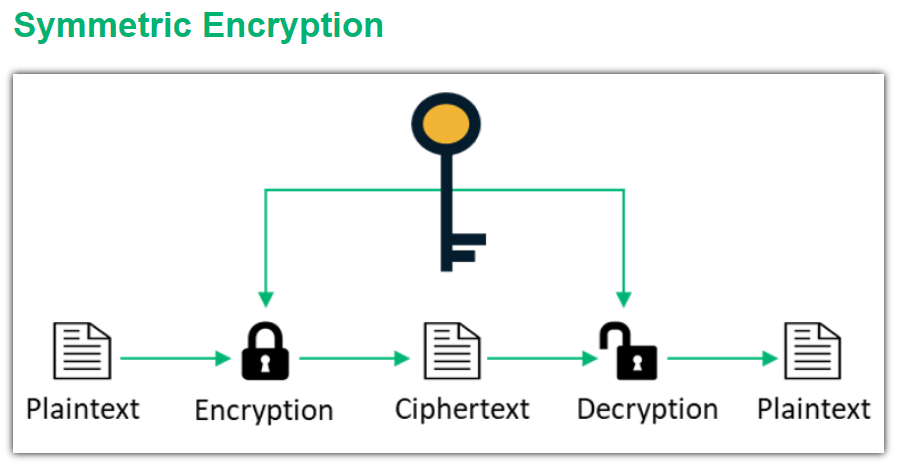 Symmetric Encryption
Plaintext
Encryption
Ciphertext
Decryption
Plaintext